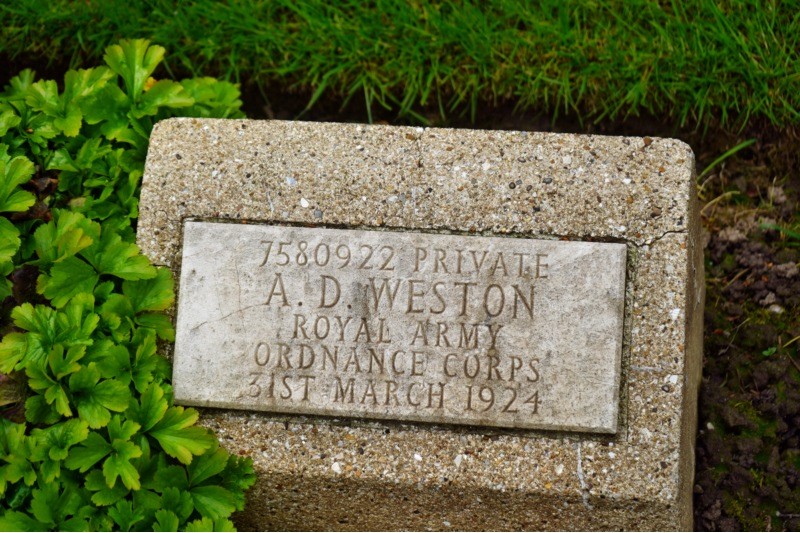 7580922 PRIVATE
A. D. WESTON
ROYAL ARMY
ORDNANCE CORPS
31ST MARCH 1924